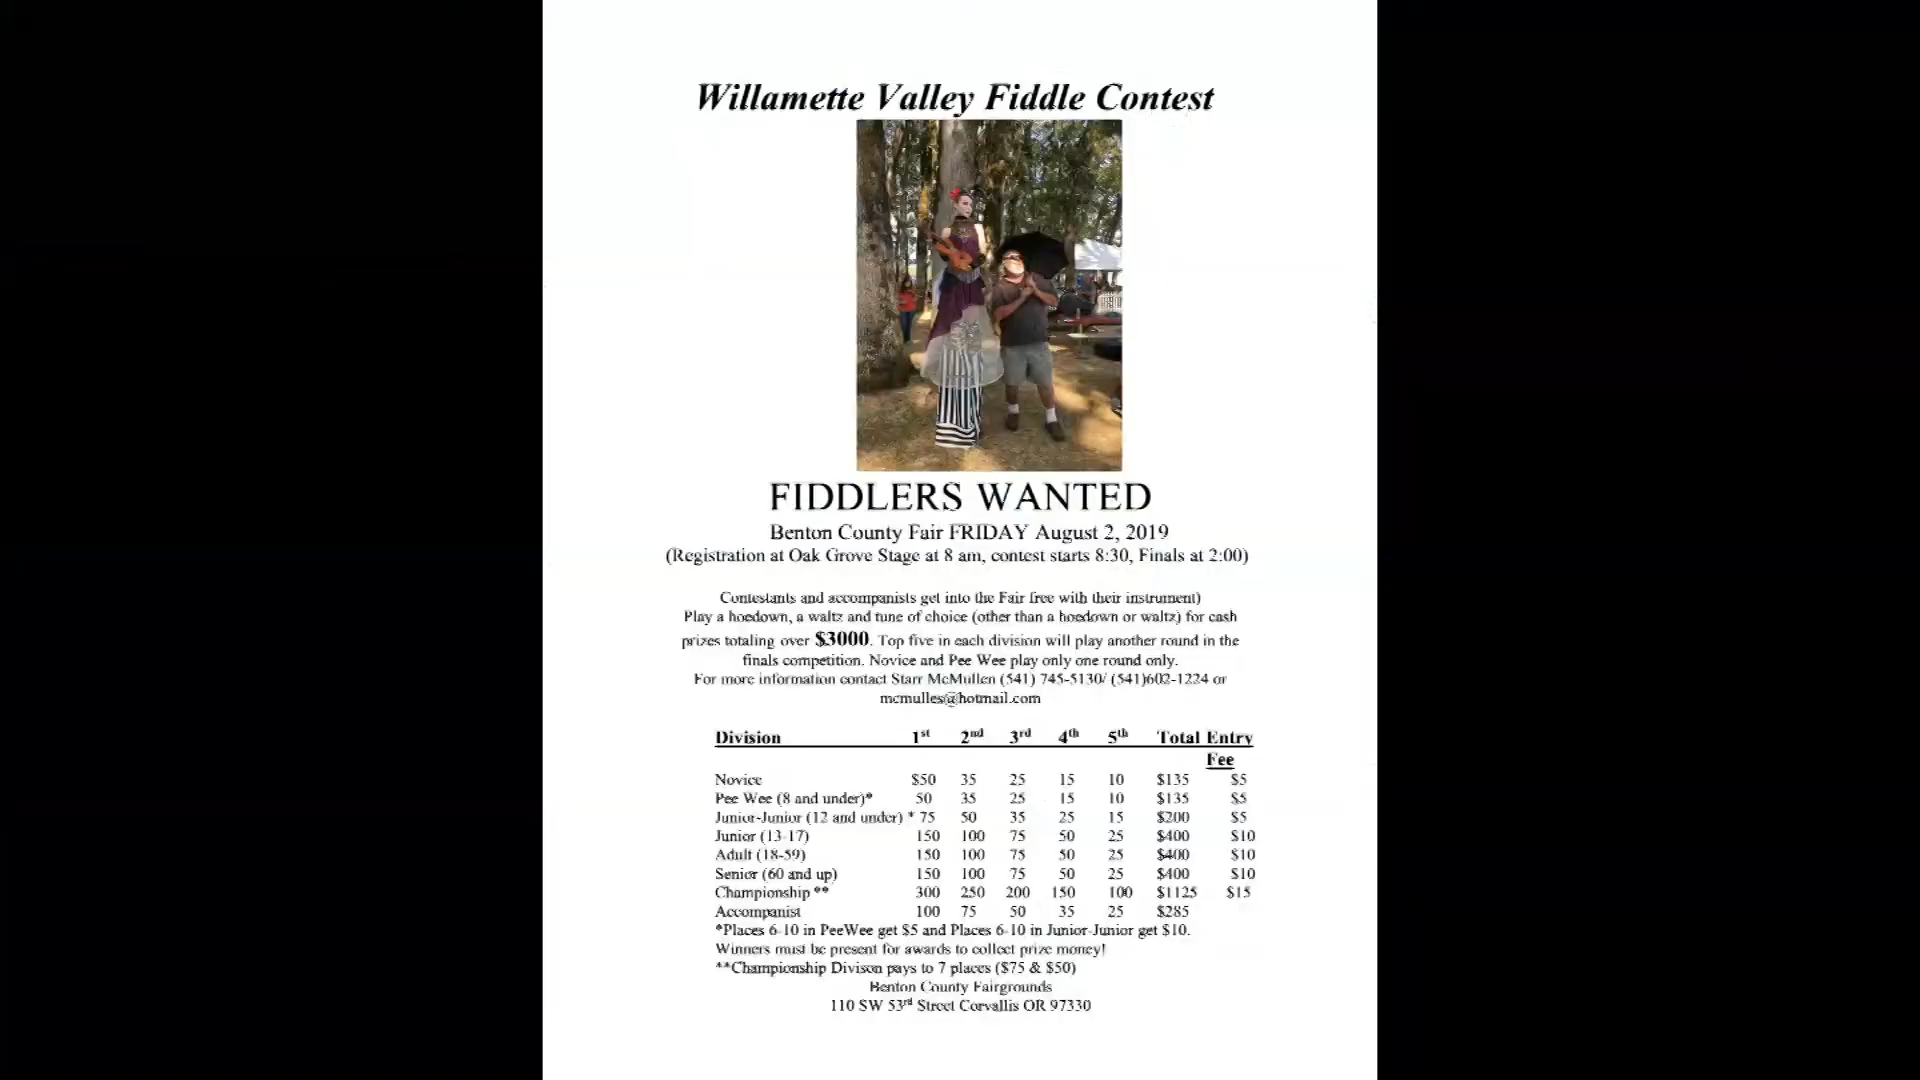 Willamette Valley Fiddle Contest
FIDDLERS WANTED
Benton County Fair FRIDAY August 2, 2019
(Registration at Oak Grove Stage at 8 am, contest starts 8:30, Finals at 2:00)
Contestants and accompanists get into the Fair free with their instrument)
Play a hoedown, a waltz and tune of choice (other than a hoedown or waltz) for cash
prizes totaling over $3000. Top five in each division will play another round in the
finals competition. Novice and Pee Wee play only one round only.
For more information contact Starr McMullen (541) 745-5130/ (541)602-1224 or
mcmulles@hotmail.com
Division 1st 2nd 3rd 4th 5th Total Entry
Fee
Novice $50 35 25 15 10 $135 $5
Pee Wee (8 and under)* 50 35 25 15 10 $135 $5
Junior-Junior (12 and under) * 75 50 35 25 15 $200 $5
Junior (13-17) 150 100 75 50 25 $400 $10
Adult (18-59) 150 100 75 50 25 $400 $10
Senior (60 and up) 150 100 75 50 25 $400 $10
Championship ** 300 250 200 150 100 $1125 $15
Accompanist 100 75 50 35 25 $285
*Places 6-10 in PeeWee get $5 and Places 6-10 in Junior-Junior get $10.
Winners must be present for awards to collect prize money!
**Championship Divison pays to 7 places ($75 & $50)
Benton County Fairgrounds
110 SW 53rd Street Corvallis OR 97330